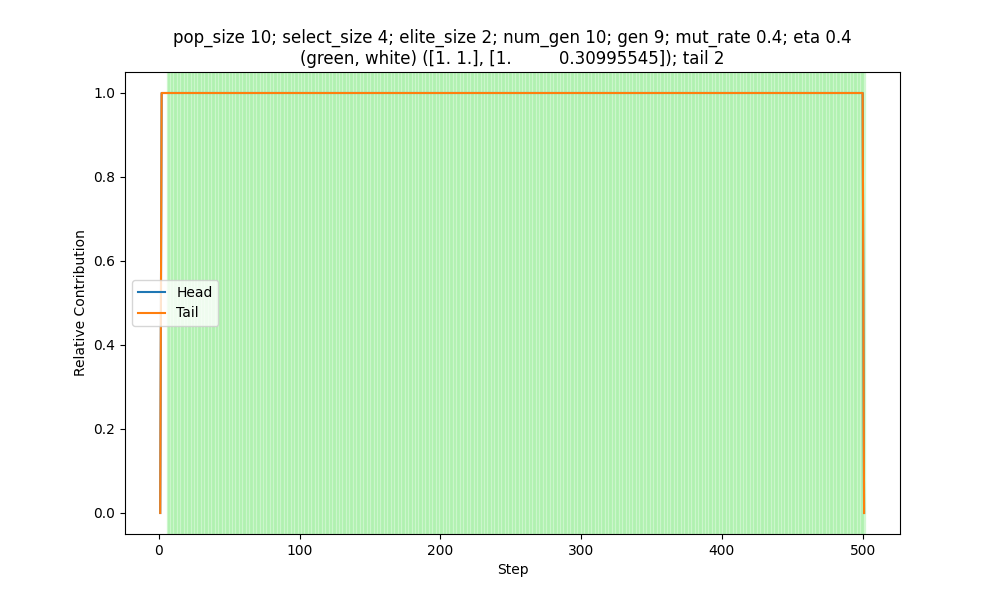 pop_size 10; select_size 4; elite_size 2; num_gen 10; gen 9; mut_rate 0.4; eta 0.4
(green, white) ([1. 1.], [1.         0.30995545]); tail 2
Relative Contribution
1.0
0.8
0.6
0.4
0.2
0.0
Head
Tail
0 100 200 300 400 500
Step